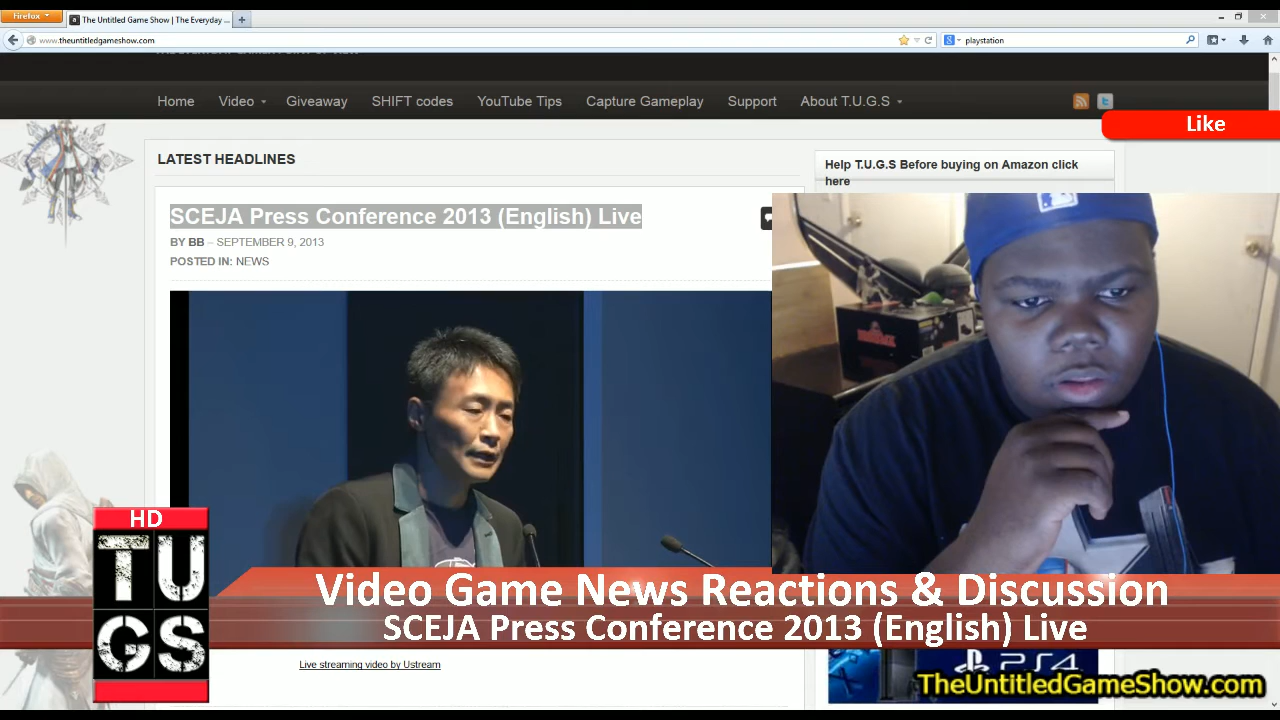 Firefox
a The Untitled Game Show | The Everyday ...
www.theuntitledgameshow.com
playstation
Home Video Giveaway SHIFT codes YouTube Tips Capture Gameplay Support About T.U.G.S
Like
LATEST HEADLINES
Help T.U.G.S Before buying on Amazon click
here
SCEJA Press Conference 2013 (English) Live
BY BB – SEPTEMBER 9, 2013
POSTED IN: NEWS
HD
TU
GS
Video Game News Reactions & Discussion
SCEJA Press Conference 2013 (English) Live
Live streaming video by Ustream
PS4
TheUntitledGameShow.com